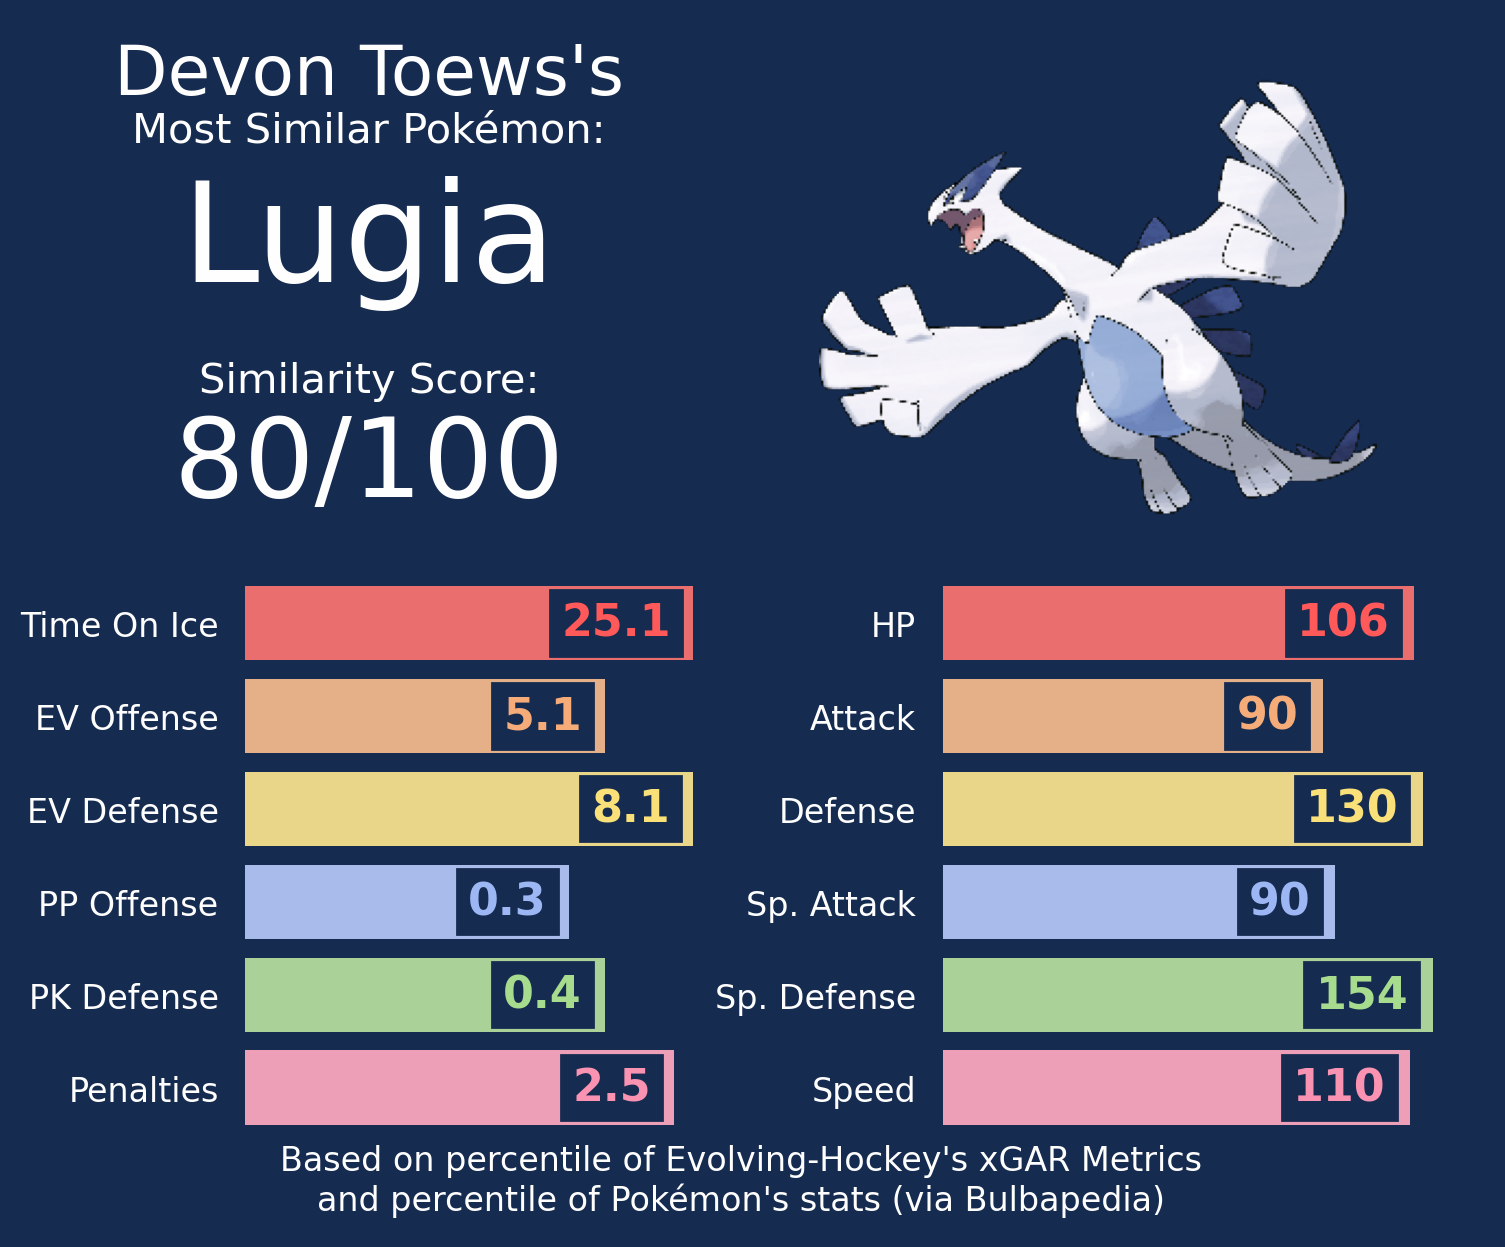 Devon Toews's
Most Similar Pokémon:
Lugia
Similarity Score:
80/100
Time On Ice 25.1
EV Offense 5.1
EV Defense 8.1
PP Offense 0.3
PK Defense 0.4
Penalties 2.5
HP 106
Attack 90
Defense 130
Sp. Attack 90
Sp. Defense 154
Speed 110
Based on percentile of Evolving-Hockey's xGAR Metrics
and percentile of Pokémon's stats (via Bulbapedia)